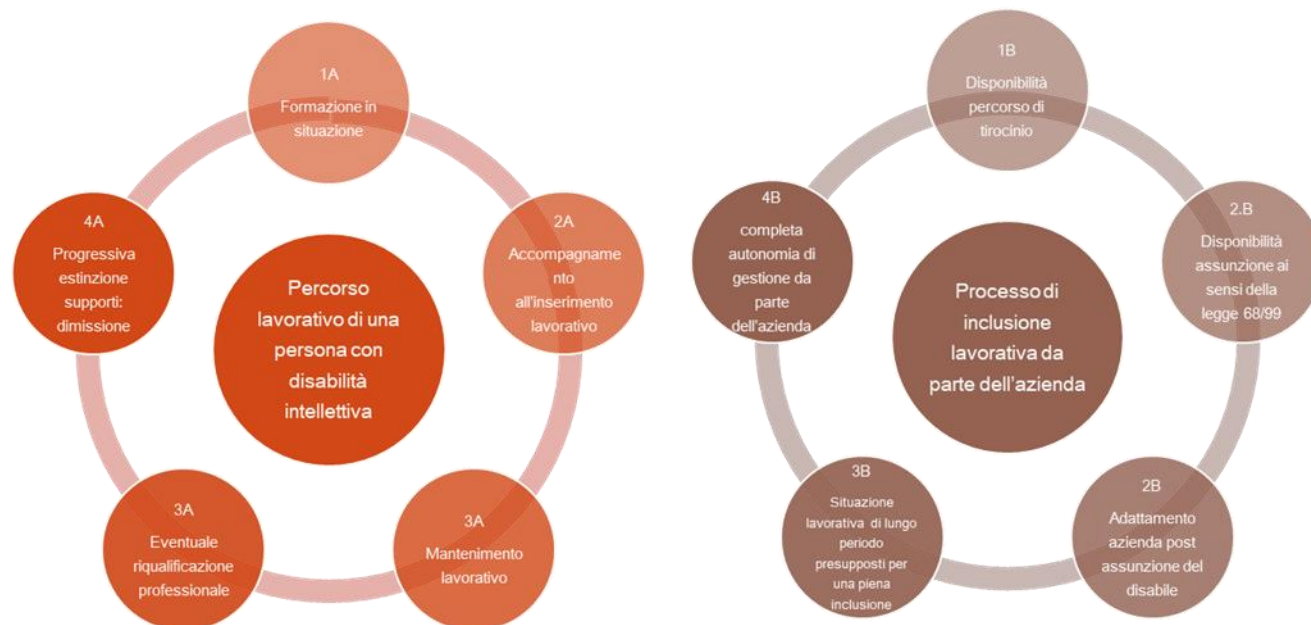 1A
Formazione in
situazione
2A
Accompagname
nto
all'inserimento
lavorativo
3A
Mantenimento
lavorativo
3A
Eventuale
riqualificazione
professionale
4A
Progressiva
estinzione
supporti:
dimissione
Percorso
lavorativo di una
persona con
disabilità
intellettiva
1B
Disponibilità
percorso di
tirocinio
2.B
Disponibilità
assunzione ai
sensi della
legge 68/99
2B
Adattamento
azienda post
assunzione del
disabile
3B
Situazione
lavorativa di lungo
periodo
presupposti per
una piena
inclusione
4B
completa
autonomia di
gestione da
parte
dell'azienda
Processo di
inclusione
lavorativa da
parte dell'azienda